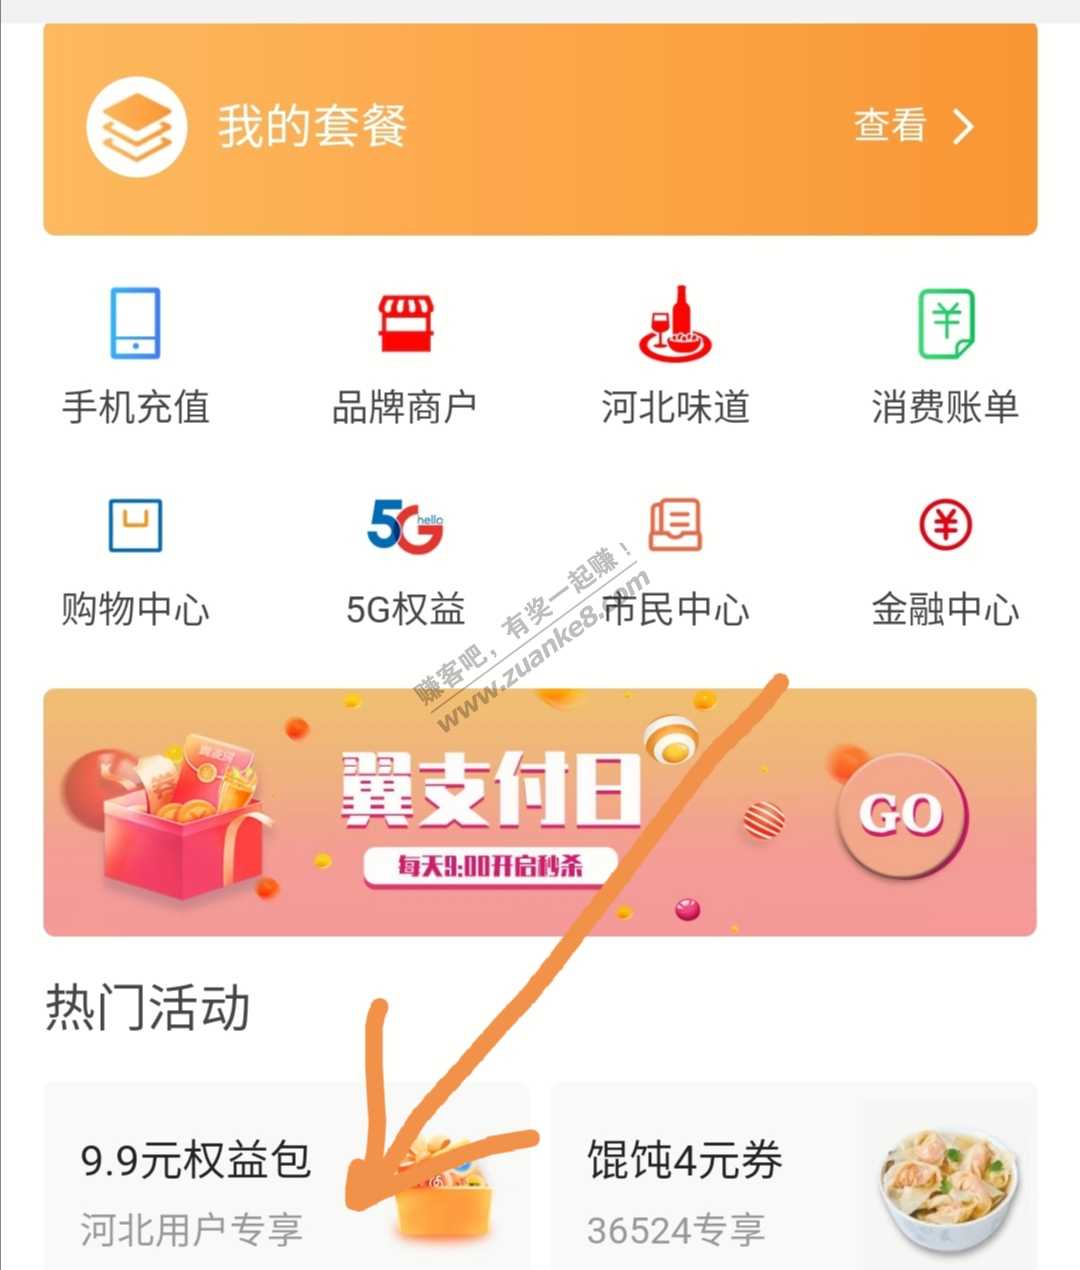 我的套餐
查看
手机充值
品牌商户
河北味道
消费账单
hello
5G
购物中心
5G权益
市民中心
金融中心
赚客吧，有奖一起赚！
www.zuanke8.com
翼支付日
每天9:00开启秒杀
GO
热门活动
9.9元权益包
河北用户专享
馄饨4元券
36524专享